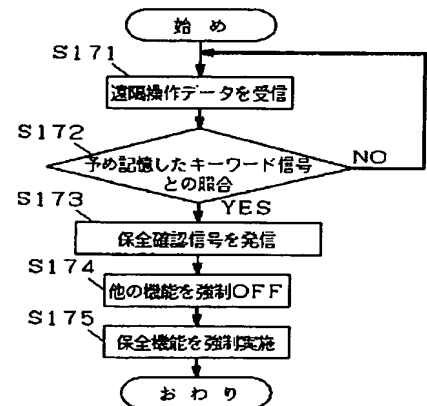 始め
S171
遠隔操作データを受信
S172
予め記憶したキーワード信号
との照合
NO
YES
S173
保全確認信号を発信
S174
他の機能を強制OFF
S175
保全機能を強制実施
おわり